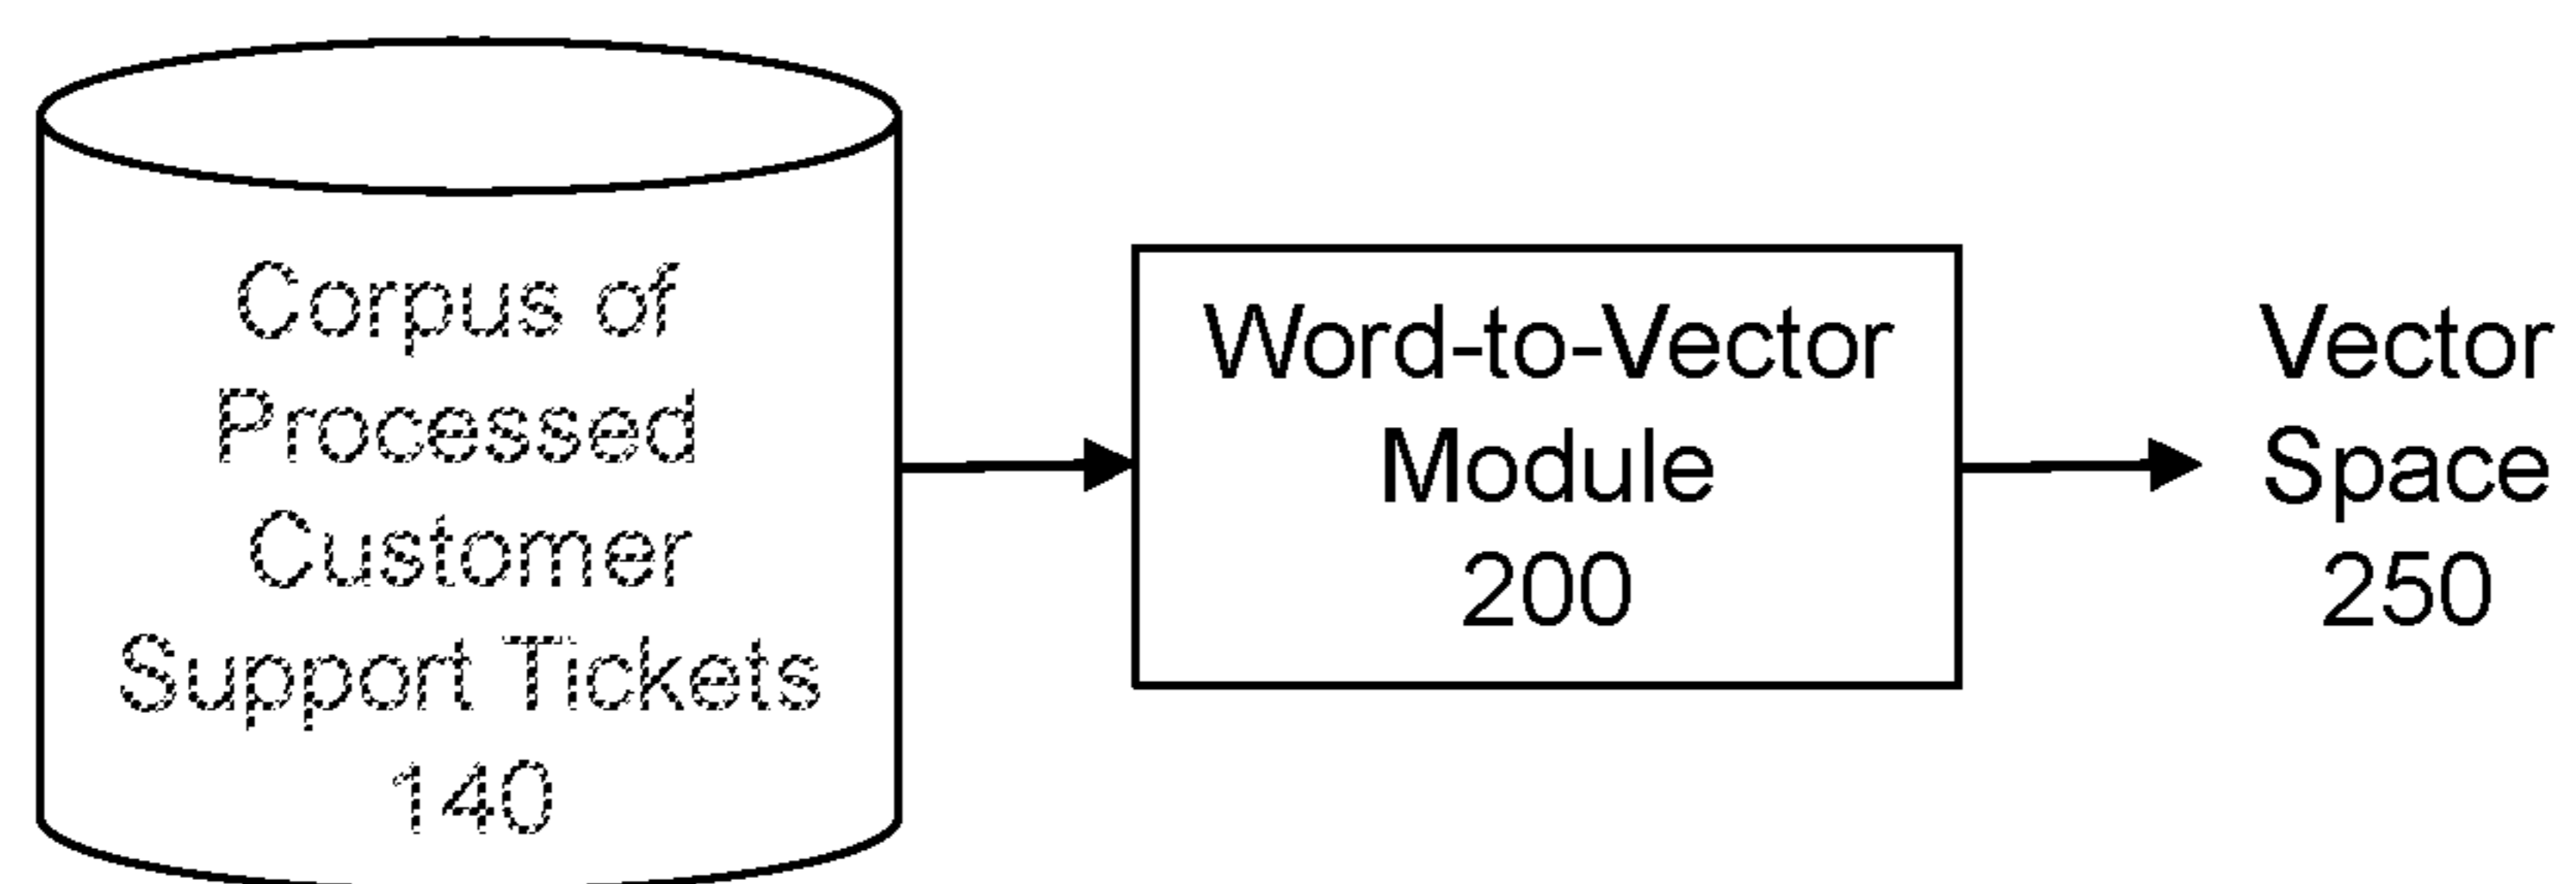 Corpus of
Processed
Customer
Support Tickets
140
Word-to-Vector
Module
200
Vector
Space
250